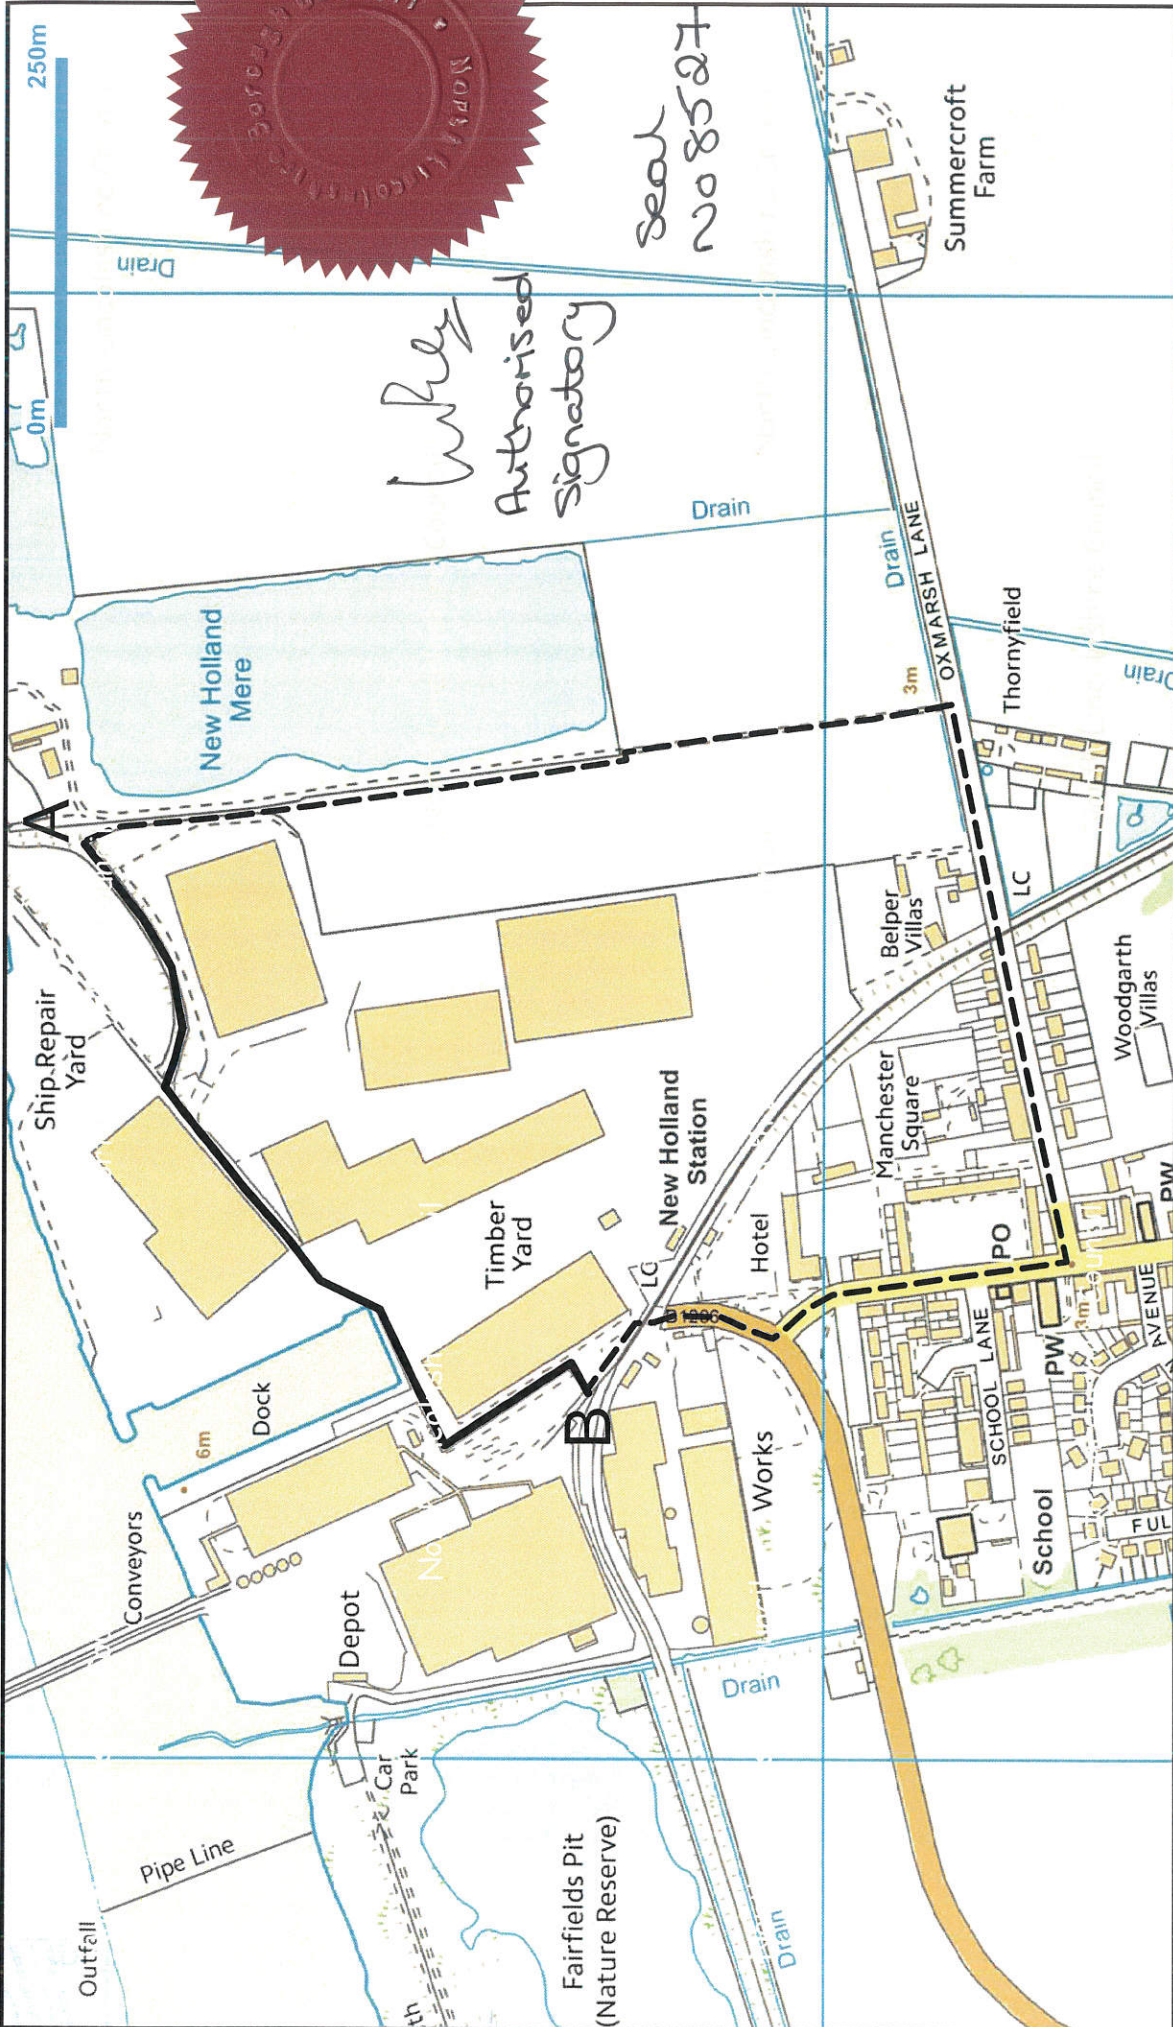 Outfall
Pipe Line
Conveyors
Dock
6m
Ship Repair
Yard
A
0m
250m
Drain
New Holland
Mere
Depot
Car
Park
Timber
Yard
B
LC
New Holland
Station
Fairfields Pit
(Nature Reserve)
Drain
Drain
Works
B1206
Hotel
Manchester
Square
Belper
Villas
Drain
Drain
3m
OXMARSH LANE
Thornyfield
Drain
LC
Woodgarth
Villas
Summercroft
Farm
School
SCHOOL LANE
PO
PW
3m
AVENUE
PW
FUL
th
Authorised
Signatory
Seal
No 8527